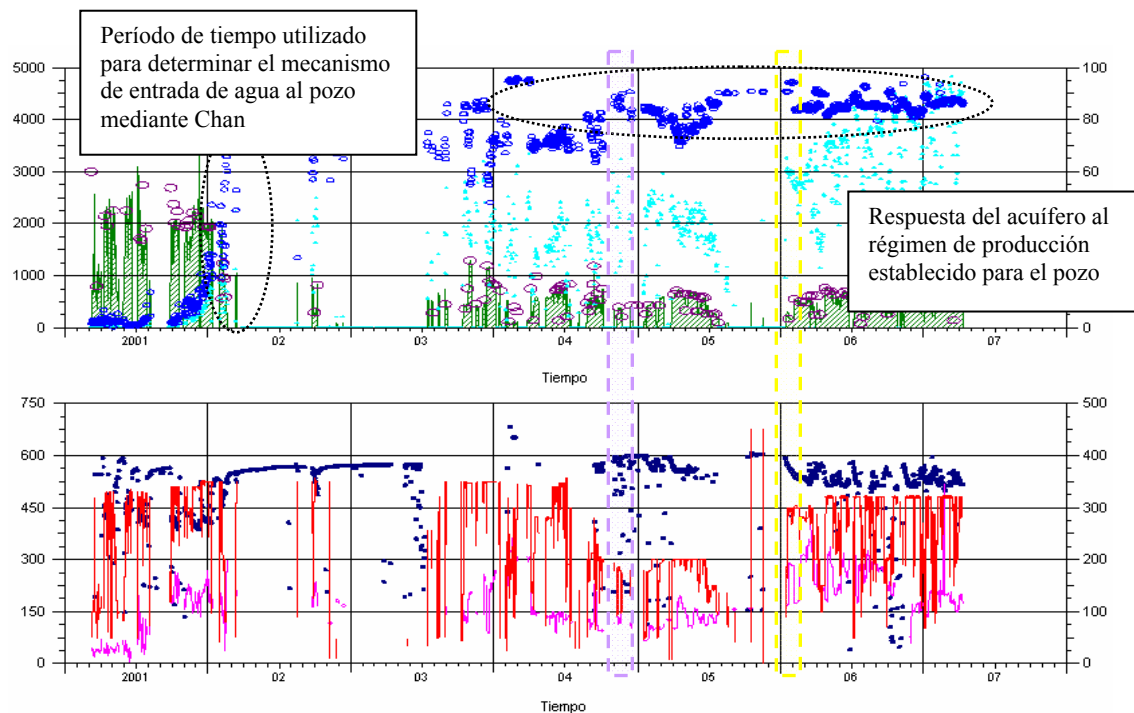 Período de tiempo utilizado
para determinar el mecanismo
de entrada de agua al pozo
mediante Chan
5000
4000
3000
2000
1000
0
100
80
60
40
20
0
Respuesta del acuífero al
régimen de producción
establecido para el pozo
2001 02 03 04 05 06 07
Tiempo
750
600
450
300
150
0
500
400
300
200
100
0
2001 02 03 04 05 06 07
Tiempo